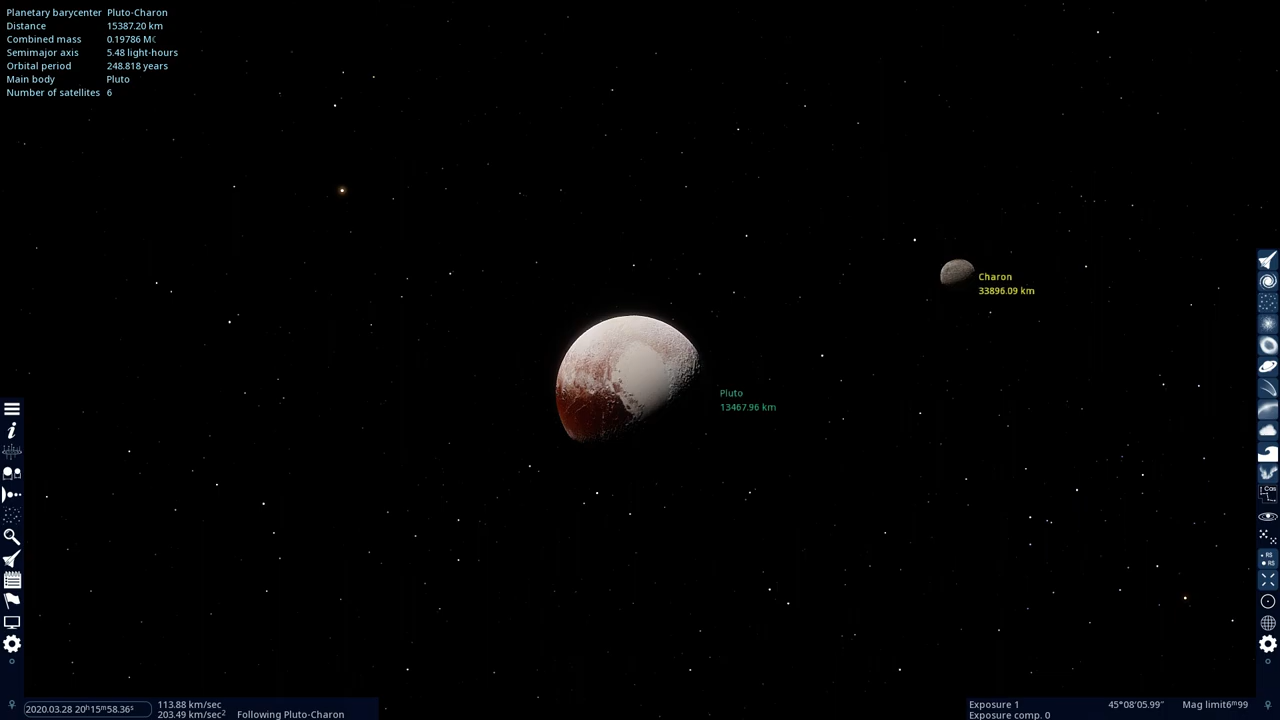 Planetary barycenter Pluto-Charon
Distance 15387.20 km
Combined mass 0.19786 M☾
Semimajor axis 5.48 light-hours
Orbital period 248.818 years
Main body Pluto
Number of satellites 6
Charon
33896.09 km
Pluto
13467.96 km
Cas
RS
RS
2020.03.28 20ʰ15ᵐ58.36ˢ
113.88 km/sec
203.49 km/sec² Following Pluto-Charon
Exposure 1 45°08'05.99" Mag limit 6ᵐ99
Exposure comp. 0